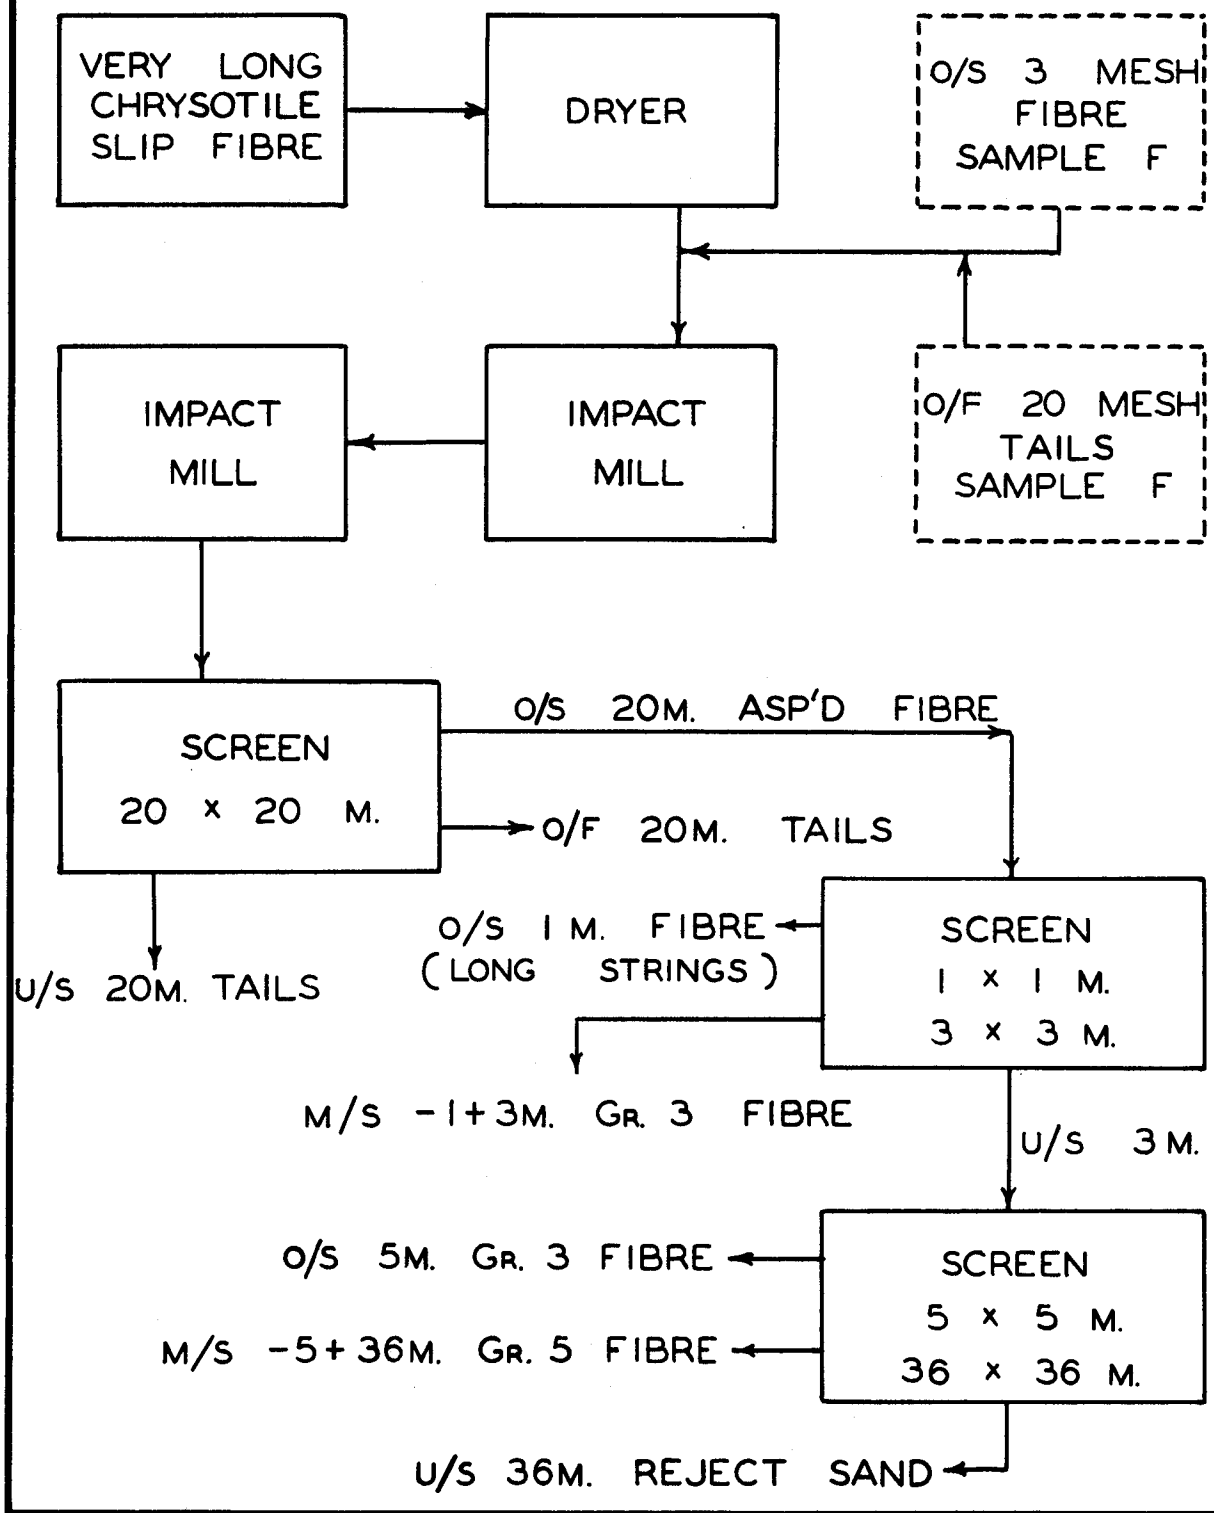 VERY LONG
CHRYSOTILE
SLIP FIBRE
DRYER
O/S 3 MESH
FIBRE
SAMPLE F
IMPACT
MILL
IMPACT
MILL
O/F 20 MESH
TAILS
SAMPLE F
SCREEN
20 x 20 M.
O/S 20M. ASP'D FIBRE
O/F 20M. TAILS
U/S 20M. TAILS
O/S 1 M. FIBRE
(LONG STRINGS)
SCREEN
1 x 1 M.
3 x 3 M.
M/S -1+3M. GR. 3 FIBRE
U/S 3 M.
O/S 5M. GR. 3 FIBRE
M/S -5+36M. GR. 5 FIBRE
SCREEN
5 x 5 M.
36 x 36 M.
U/S 36M. REJECT SAND